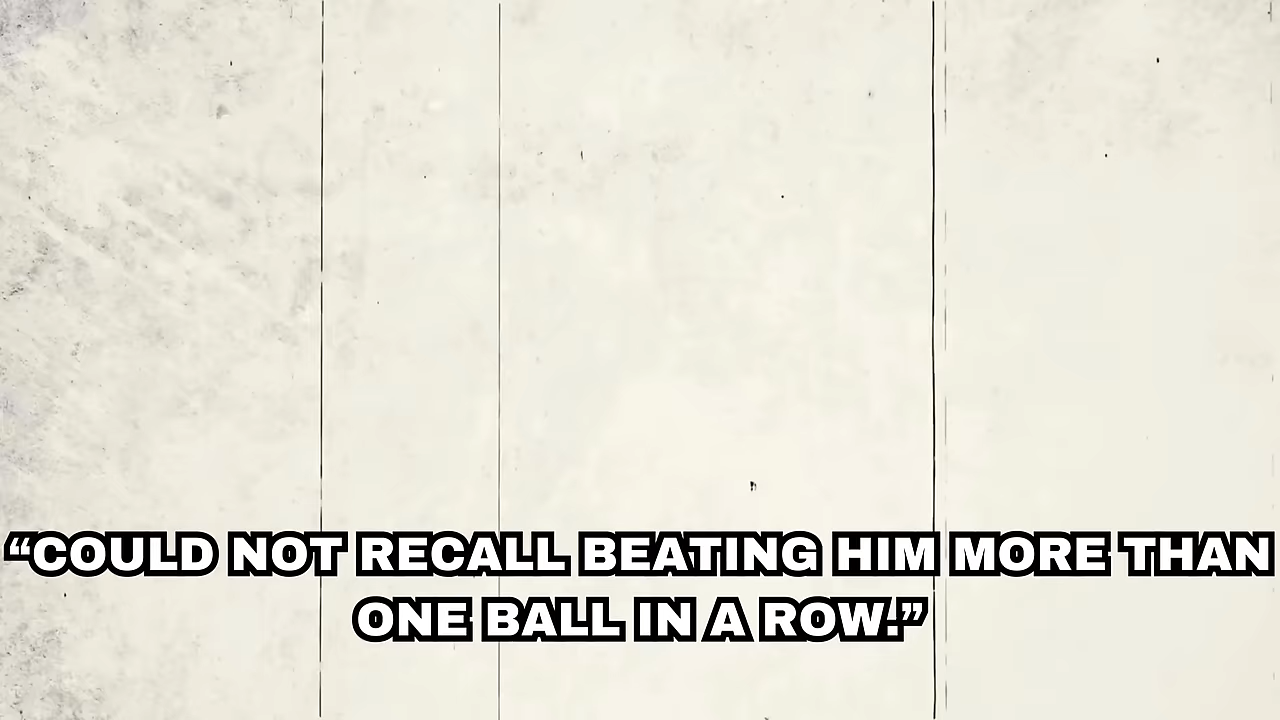 “COULD NOT RECALL BEATING HIM MORE THAN
ONE BALL IN A ROW.”